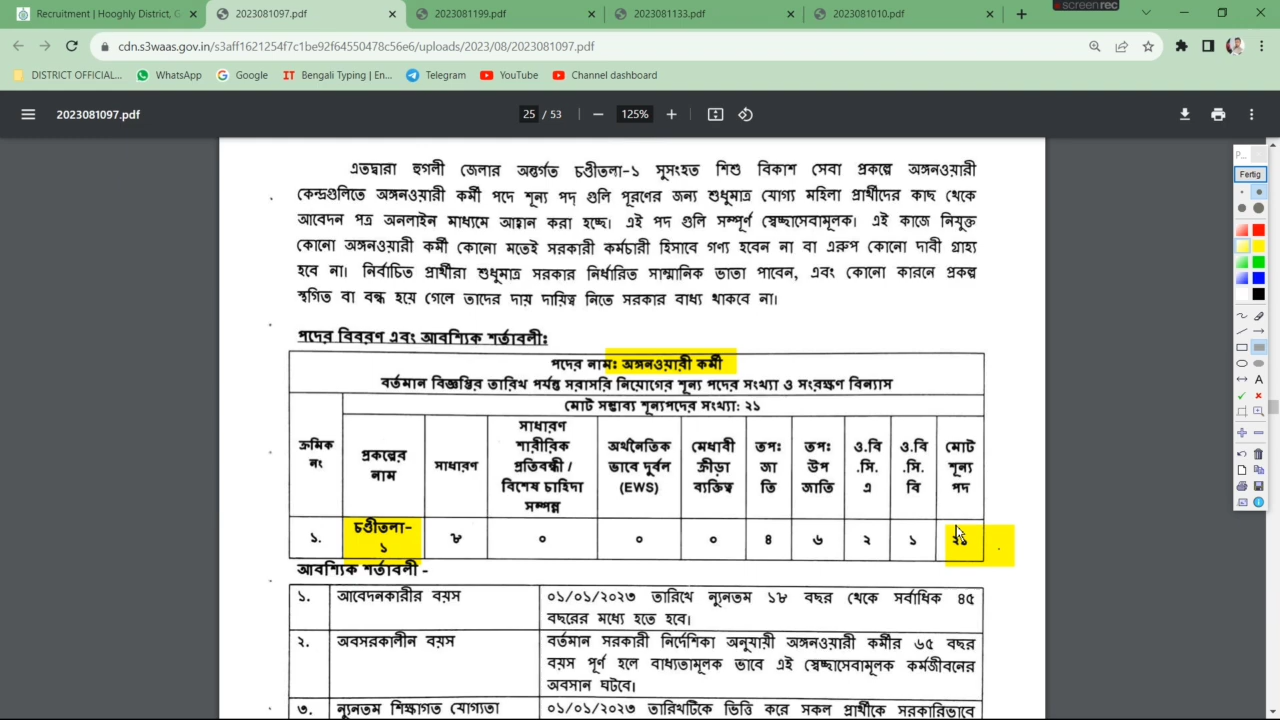 Recruitment | Hooghly District, G
2023081097.pdf
2023081199.pdf
2023081133.pdf
2023081010.pdf
screenrec
cdn.s3waas.gov.in/s3aff1621254f7c1be92f64550478c56e6/uploads/2023/08/2023081097.pdf
DISTRICT OFFICIAL...
WhatsApp
Google
IT Bengali Typing | En...
Telegram
YouTube
Channel dashboard
2023081097.pdf
25 / 53
125%
P...
Fertig
এতদ্বারা হুগলী জেলার অন্তর্গত চণ্ডীতলা-১ সুসংহত শিশু বিকাশ সেবা প্রকল্পে অঙ্গনওয়ারী
কেন্দ্রগুলিতে অঙ্গনওয়ারী কর্মী পদে শূন্য পদ গুলি পূরণের জন্য শুধুমাত্র যোগ্য মহিলা প্রার্থীদের কাছ থেকে
আবেদন পত্র অনলাইন মাধ্যমে আহ্বান করা হচ্ছে। এই পদ গুলি সম্পূর্ণ স্বেচ্ছাসেবামূলক। এই কাজে নিযুক্ত
কোনো অঙ্গনওয়ারী কর্মী কোনো মতেই সরকারী কর্মচারী হিসাবে গণ্য হবেন না বা এরুপ কোনো দাবী গ্রাহ্য
হবে না। নির্বাচিত প্রার্থীরা শুধুমাত্র সরকার নির্ধারিত সাম্মানিক ভাতা পাবেন, এবং কোনো কারনে প্রকল্প
স্থগিত বা বন্ধ হয়ে গেলে তাদের দায় দায়িত্ব নিতে সরকার বাধ্য থাকবে না।
পদের বিবরণ এবং আবশ্যিক শর্তাবলী:
পদের নাম: অঙ্গনওয়ারী কর্মী
বর্তমান বিজ্ঞপ্তির তারিখ পর্যন্ত সরাসরি নিয়োগের শূন্য পদের সংখ্যা ও সংরক্ষণ বিন্যাস
মোট সম্ভাব্য শূন্যপদের সংখ্যা: ২১
ক্রমিক
নং
প্রকল্পের
নাম
সাধারণ
সাধারণ
শারীরিক
প্রতিবন্ধী /
বিশেষ চাহিদা
সম্পন্ন
অর্থনৈতিক
ভাবে দুর্বল
(EWS)
মেধাবী
ক্রীড়া
ব্যক্তিত্ব
তপ:
জা
তি
তপ:
উপ
জাতি
ও.বি
.সি.
এ
ও.বি
.সি.
বি
মোট
শূন্য
পদ
১.
চণ্ডীতলা-
১
৮
০
০
০
৪
৬
২
১
২১
আবশ্যিক শর্তাবলী -
১. আবেদনকারীর বয়স
০১/০১/২০২৩ তারিখে ন্যূনতম ১৮ বছর থেকে সর্বাধিক ৪৫
বছরের মধ্যে হতে হবে।
২. অবসরকালীন বয়স
বর্তমান সরকারী নির্দেশিকা অনুযায়ী অঙ্গনওয়ারী কর্মীর ৬৫ বছর
বয়স পূর্ণ হলে বাধ্যতামূলক ভাবে এই স্বেচ্ছাসেবামূলক কর্মজীবনের
অবসান ঘটবে।
৩. ন্যূনতম শিক্ষাগত যোগ্যতা
০১/০১/২০২৩ তারিখটিকে ভিত্তি করে সকল প্রার্থীকে সরকারিভাবে